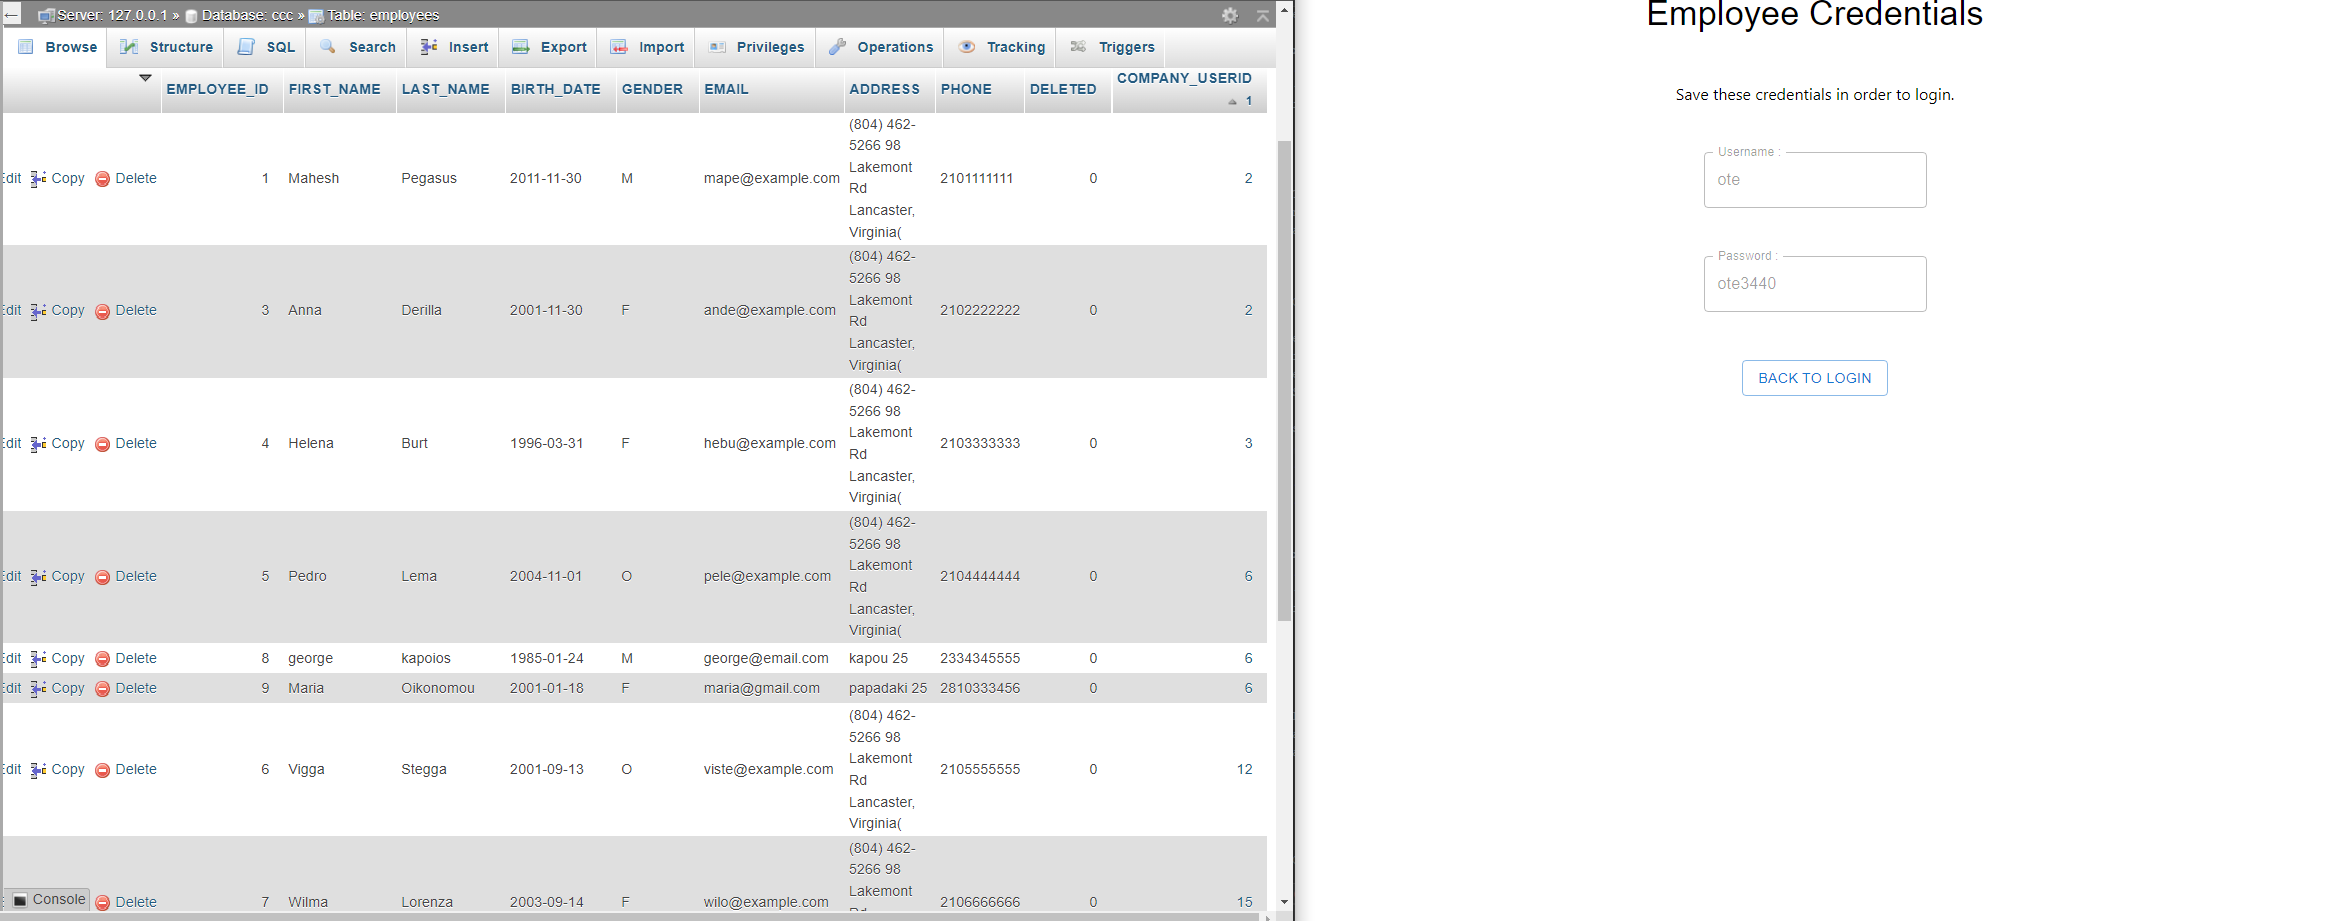 ← Server: 127.0.0.1 » Database: ccc » Table: employees
Browse Structure SQL Search Insert Export Import Privileges Operations Tracking Triggers
EMPLOYEE_ID FIRST_NAME LAST_NAME BIRTH_DATE GENDER EMAIL ADDRESS PHONE DELETED COMPANY_USERID
1
(804) 462-
5266 98
Lakemont
Edit Copy Delete 1 Mahesh Pegasus 2011-11-30 M mape@example.com 2101111111 0 2
Rd
Lancaster,
Virginia(
(804) 462-
5266 98
Lakemont
Edit Copy Delete 3 Anna Derilla 2001-11-30 F ande@example.com 2102222222 0 2
Rd
Lancaster,
Virginia(
(804) 462-
5266 98
Lakemont
Edit Copy Delete 4 Helena Burt 1996-03-31 F hebu@example.com 2103333333 0 3
Rd
Lancaster,
Virginia(
(804) 462-
5266 98
Lakemont
Edit Copy Delete 5 Pedro Lema 2004-11-01 O pele@example.com 2104444444 0 6
Rd
Lancaster,
Virginia(
Edit Copy Delete 8 george kapoios 1985-01-24 M george@email.com kapou 25 2334345555 0 6
Edit Copy Delete 9 Maria Oikonomou 2001-01-18 F maria@gmail.com papadaki 25 2810333456 0 6
(804) 462-
5266 98
Lakemont
Edit Copy Delete 6 Vigga Stegga 2001-09-13 O viste@example.com 2105555555 0 12
Rd
Lancaster,
Virginia(
(804) 462-
5266 98
Lakemont
Console Delete 7 Wilma Lorenza 2003-09-14 F wilo@example.com 2106666666 0 15
Employee Credentials
Save these credentials in order to login.
Username :
ote
Password :
ote3440
BACK TO LOGIN